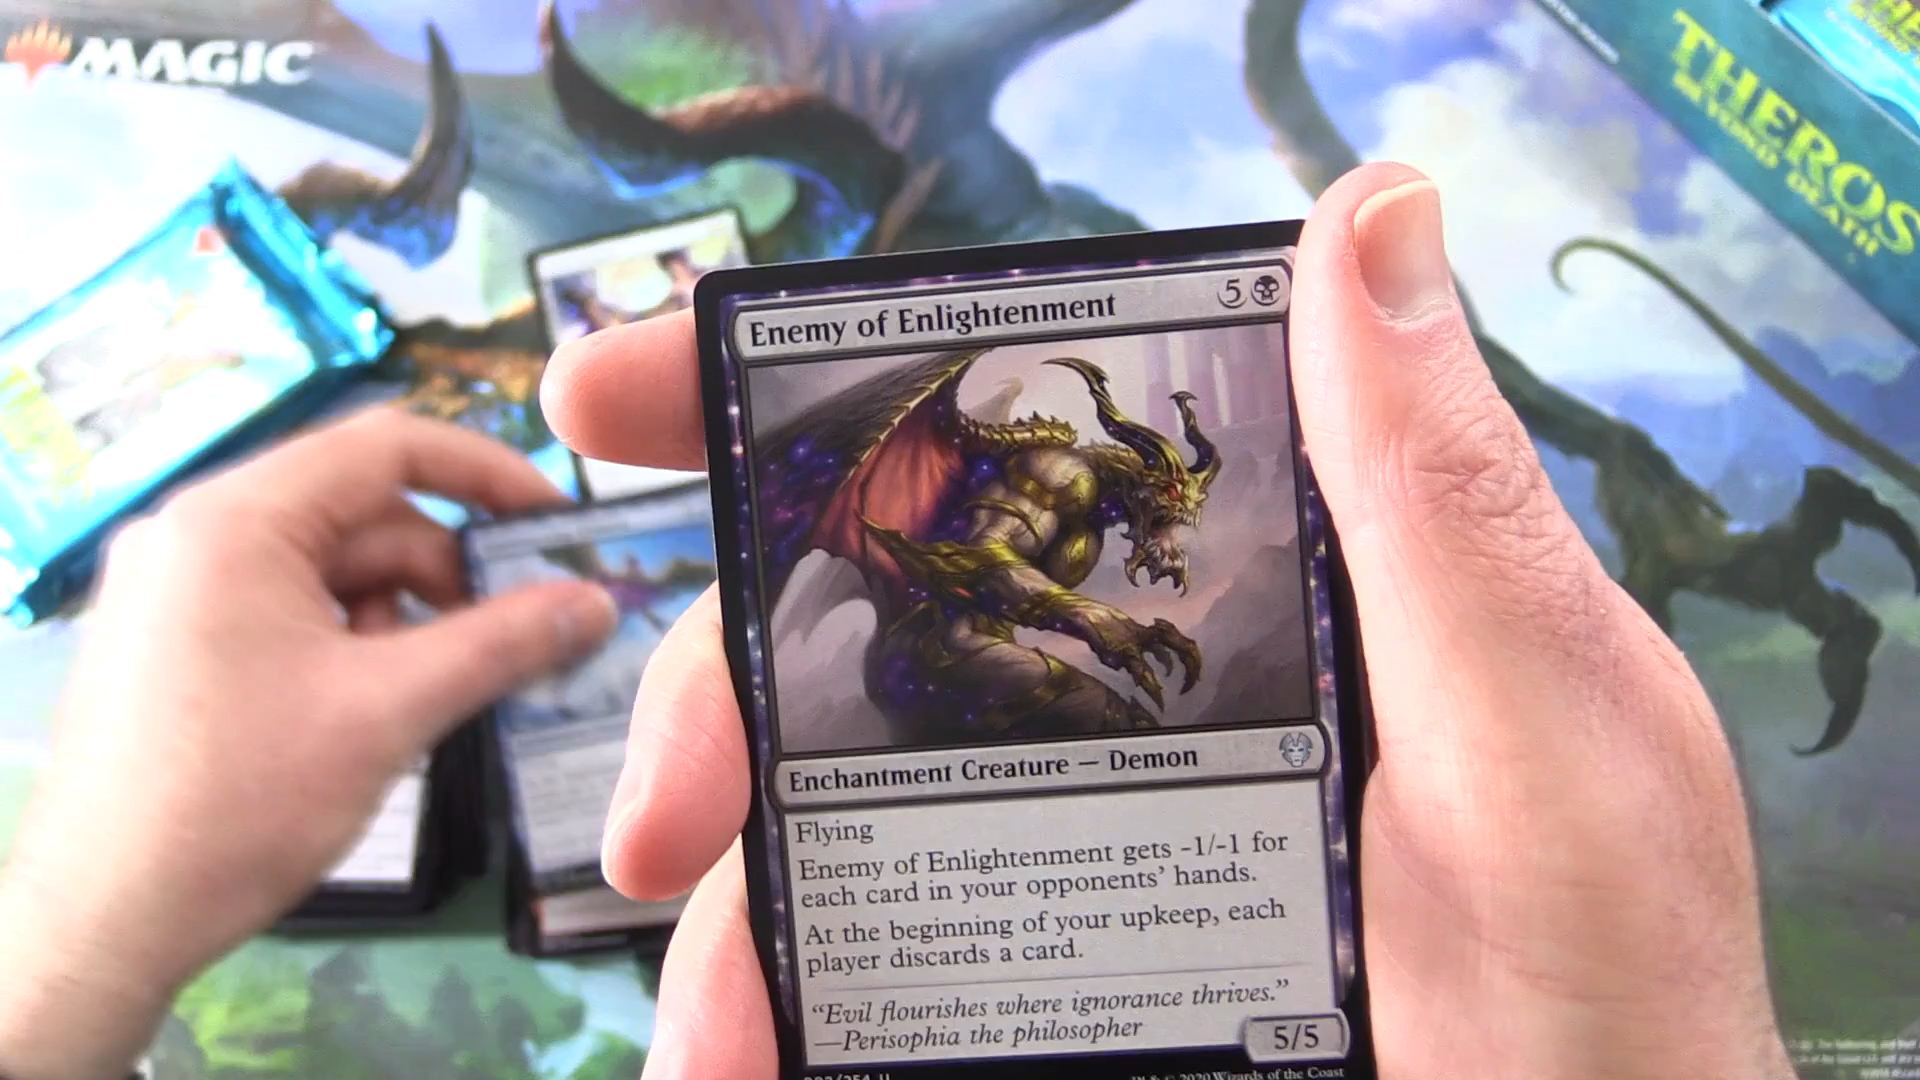 MAGIC
THEROS
BEYOND DEATH
Enemy of Enlightenment
5
Enchantment Creature — Demon
Flying
Enemy of Enlightenment gets -1/-1 for
each card in your opponents' hands.
At the beginning of your upkeep, each
player discards a card.
"Evil flourishes where ignorance thrives."
—Perisophia the philosopher
5/5
2020 Wizards of the Coast